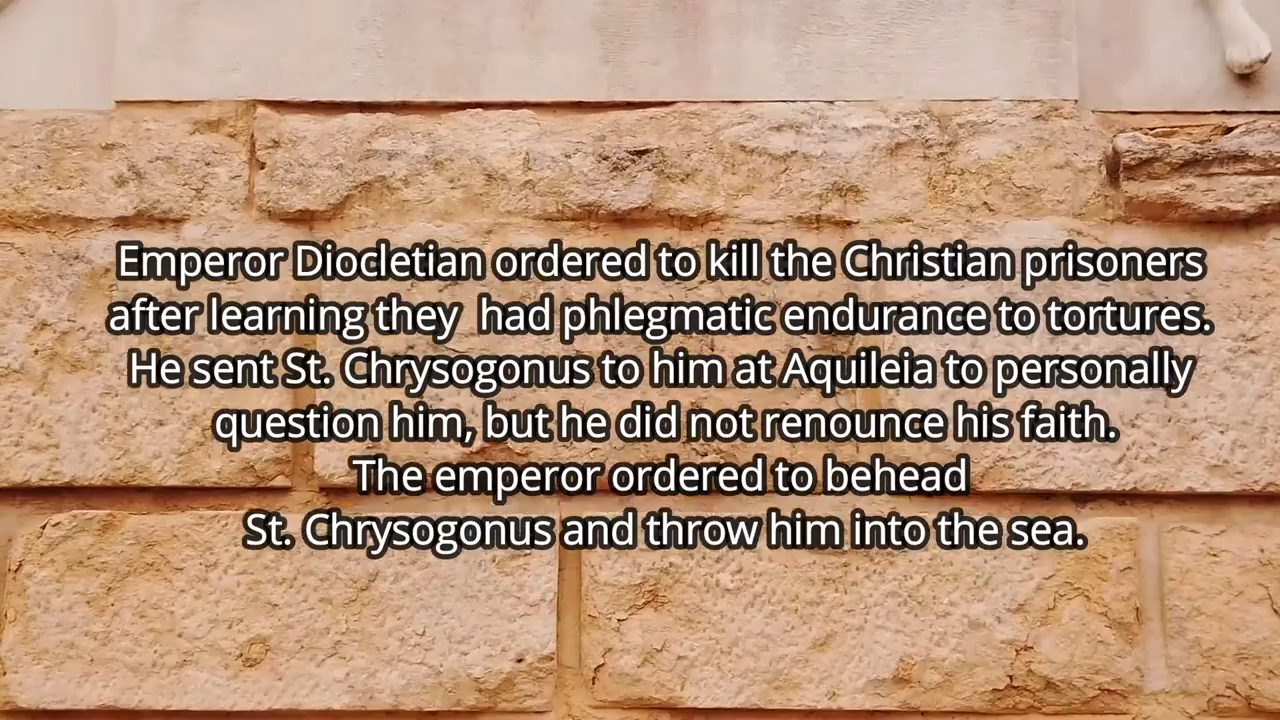 Emperor Diocletian ordered to kill the Christian prisoners
after learning they  had phlegmatic endurance to tortures.
He sent St. Chrysogonus to him at Aquileia to personally
question him, but he did not renounce his faith.
The emperor ordered to behead
St. Chrysogonus and throw him into the sea.